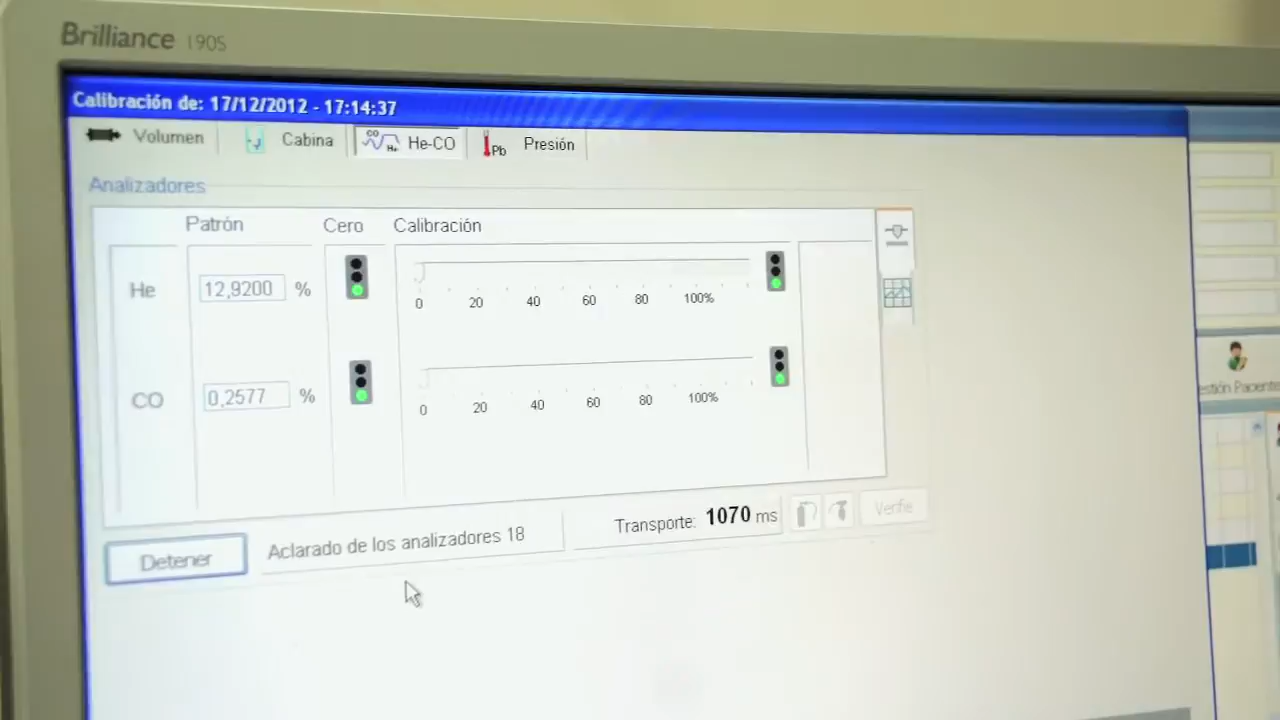 Brilliance 190S
Calibración de: 17/12/2012 - 17:14:37
Volumen Cabina He-CO Pb Presión
Analizadores
Patrón Cero Calibración
He 12,9200 %
0 20 40 60 80 100%
CO 0,2577 %
0 20 40 60 80 100%
Detener Aclarado de los analizadores 18 Transporte: 1070 ms Verifie
estión Paciente